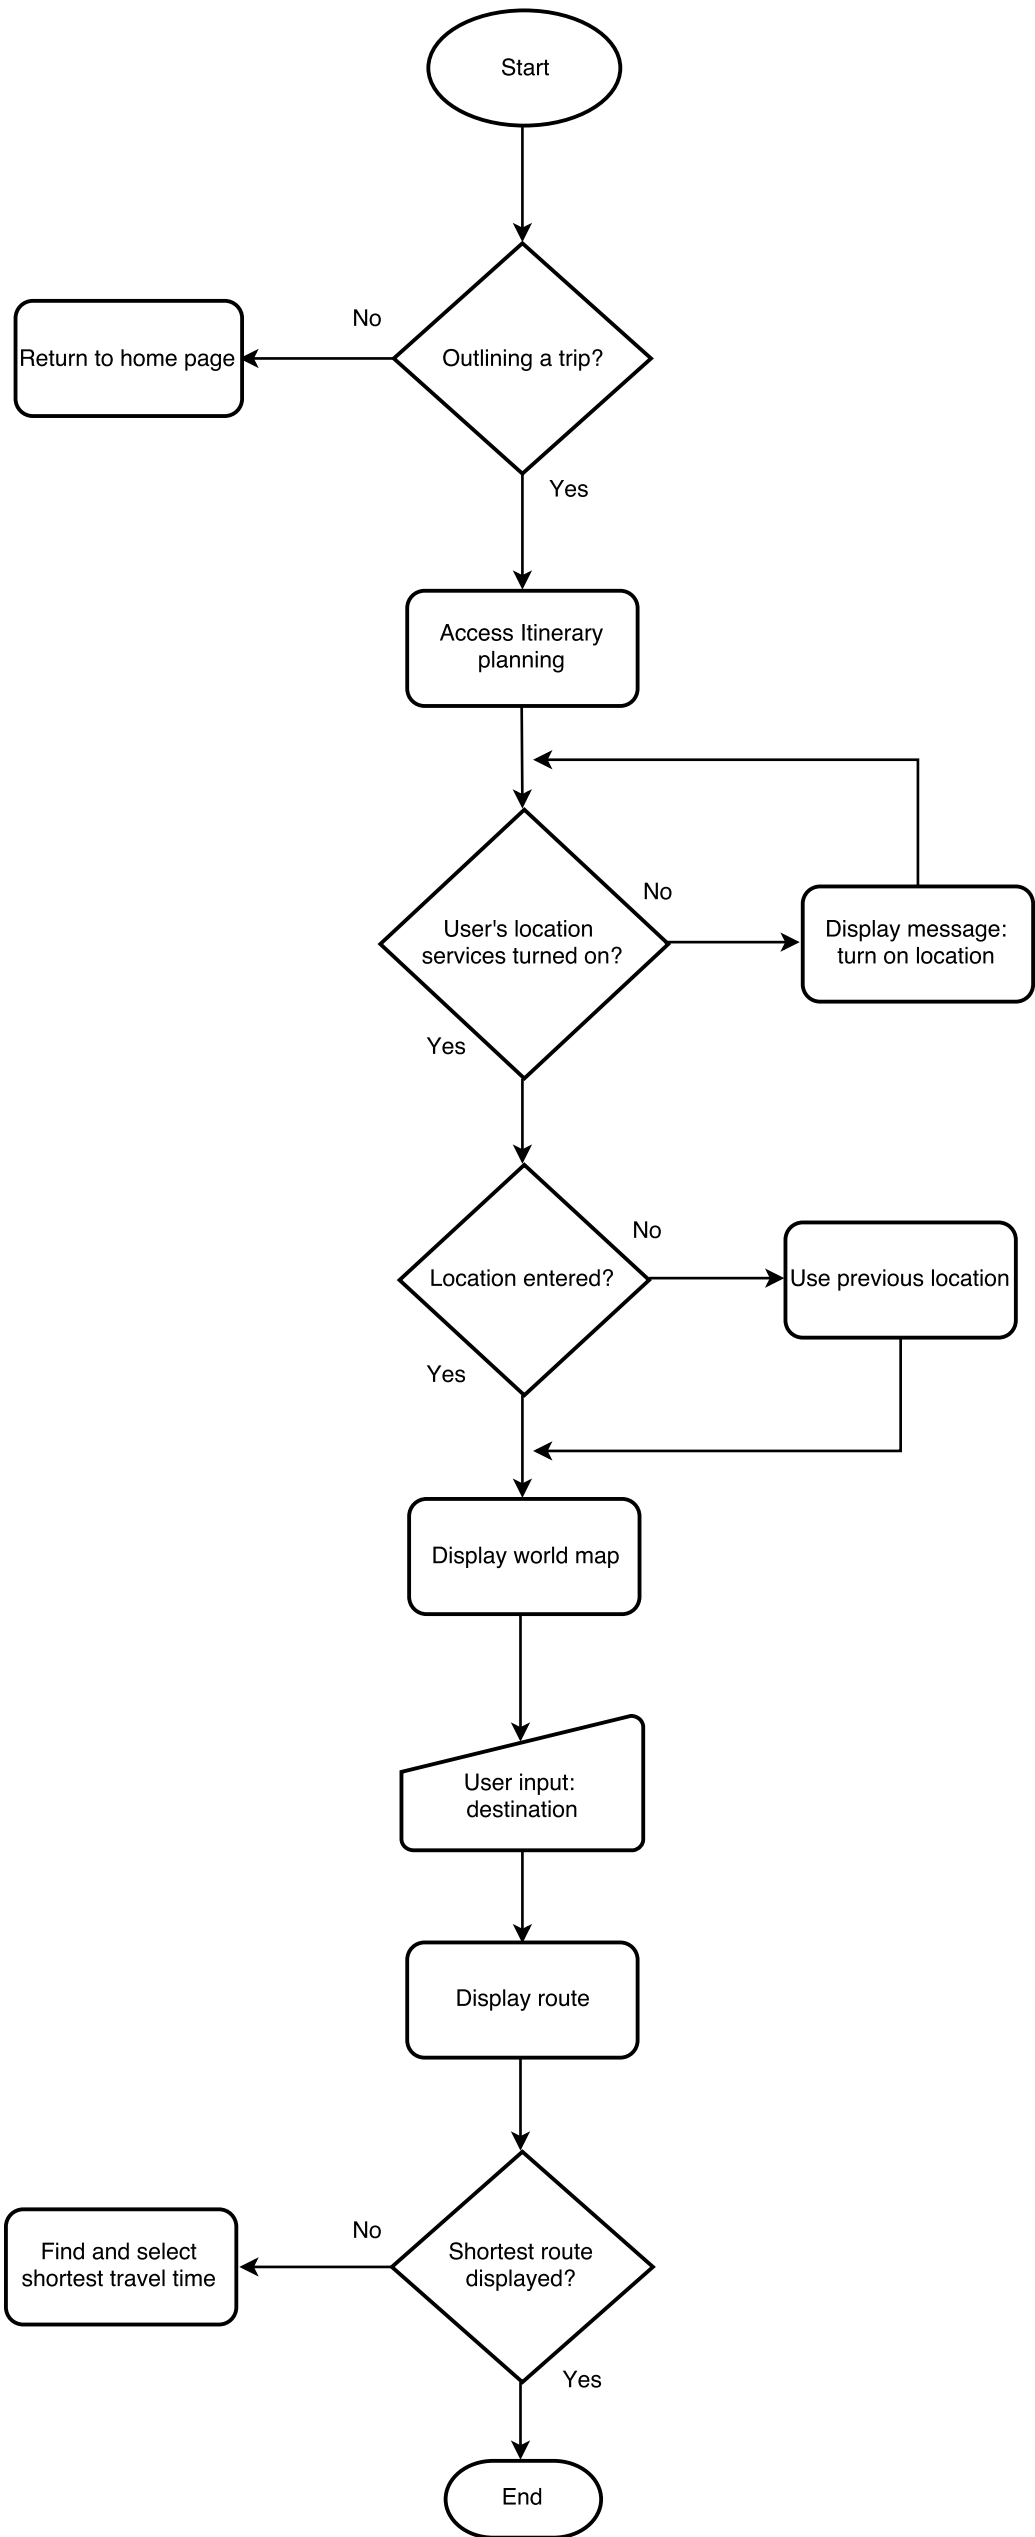 Start
No
Return to home page
Outlining a trip?
Yes
Access Itinerary
planning
No
User's location
services turned on?
Display message:
turn on location
Yes
No
Location entered?
Use previous location
Yes
Display world map
User input:
destination
Display route
No
Find and select
shortest travel time
Shortest route
displayed?
Yes
End